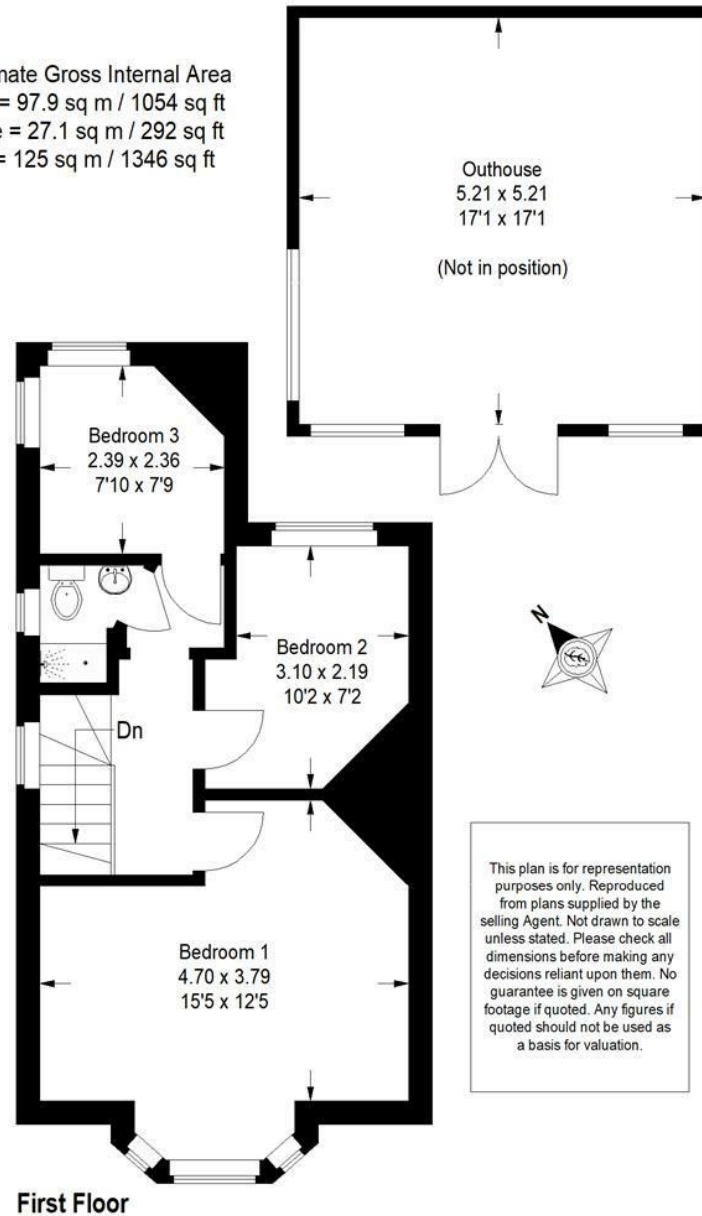 Gross Internal Area
= 97.9 sq m / 1054 sq ft
= 27.1 sq m / 292 sq ft
= 125 sq m / 1346 sq ft
Outhouse
5.21 x 5.21
17'1 x 17'1
(Not in position)
Bedroom 3
2.39 x 2.36
7'10 x 7'9
Bedroom 2
3.10 x 2.19
10'2 x 7'2
N
Dn
Bedroom 1
4.70 x 3.79
15'5 x 12'5
This plan is for representation
purposes only. Reproduced
from plans supplied by the
selling Agent. Not drawn to scale
unless stated. Please check all
dimensions before making any
decisions reliant upon them. No
guarantee is given on square
footage if quoted. Any figures if
quoted should not be used as
a basis for valuation.
First Floor